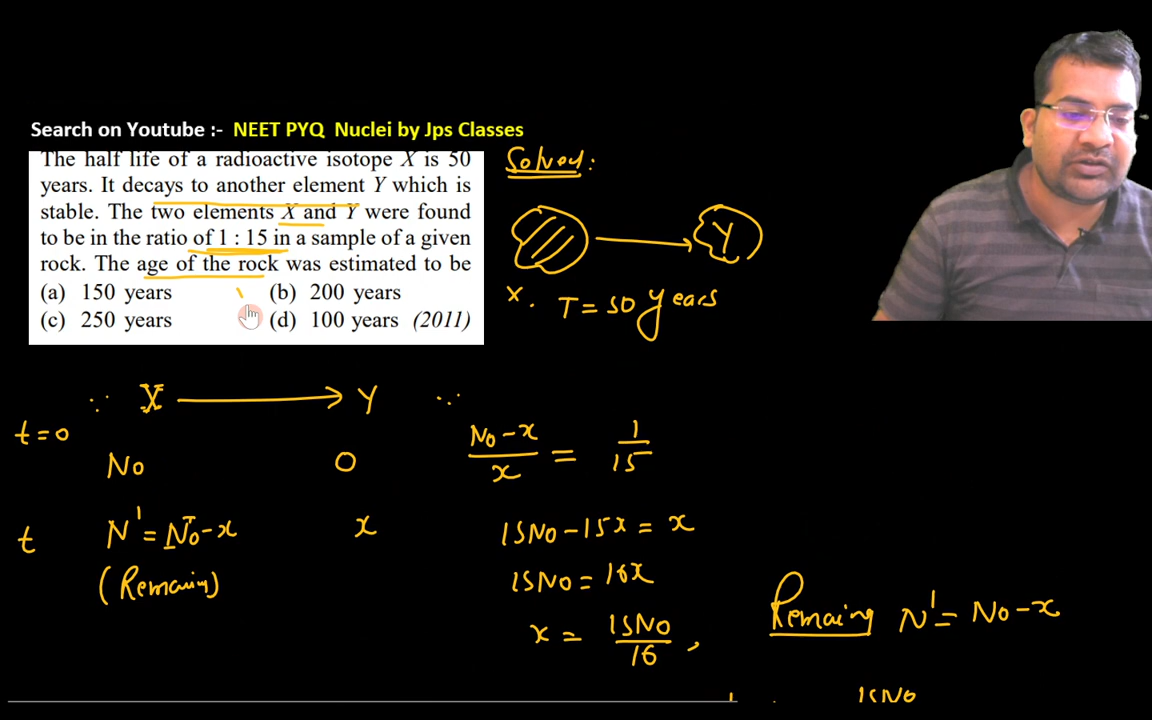 Search on Youtube :- NEET PYQ Nuclei by Jps Classes
The half life of a radioactive isotope X is 50
years. It decays to another element Y which is
stable. The two elements X and Y were found
to be in the ratio of 1 : 15 in a sample of a given
rock. The age of the rock was estimated to be
(a) 150 years (b) 200 years
(c) 250 years (d) 100 years (2011)
Solved:
Y
X. T = 50 years
∵ X ⟶ Y
t=0
No 0
t N' = No-x x
(Remaining)
∵
No-x / x = 1/15
15No-15x = x
15No = 16x
x = 15No/16 ,
Remaing N' = No-x
15No